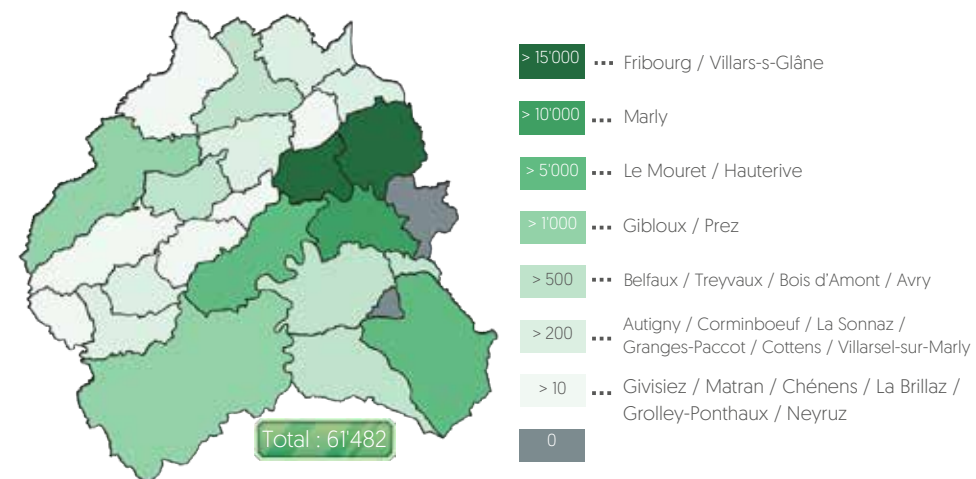 > 15'000 ... Fribourg / Villars-s-Glâne
> 10'000 ... Marly
> 5'000 ... Le Mouret / Hauterive
> 1'000 ... Gibloux / Prez
> 500 ... Belfaux / Treyvaux / Bois d'Amont / Avry
> 200 ... Autigny / Corminboeuf / La Sonnaz /
Granges-Paccot / Cottens / Villarsel-sur-Marly
> 10 ... Givisiez / Matran / Chénens / La Brillaz /
Grolley-Ponthaux / Neyruz
0
Total : 61'482